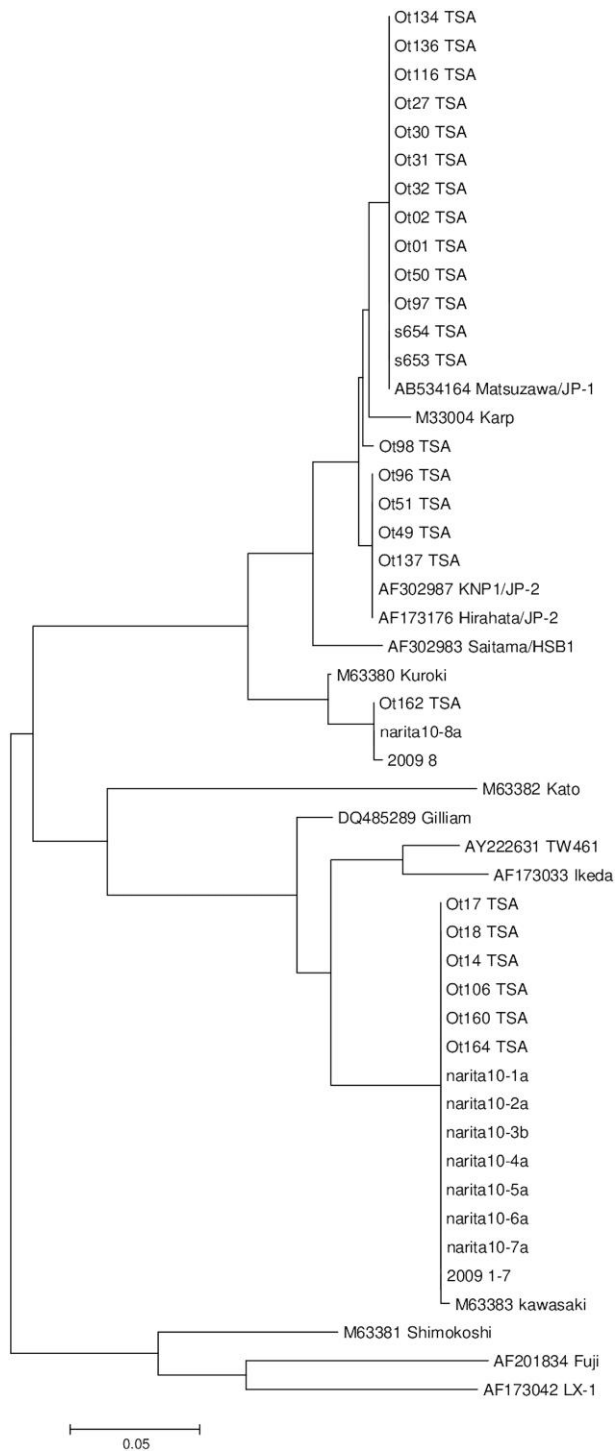 Ot134 TSA
Ot136 TSA
Ot116 TSA
Ot27 TSA
Ot30 TSA
Ot31 TSA
Ot32 TSA
Ot02 TSA
Ot01 TSA
Ot50 TSA
Ot97 TSA
s654 TSA
s653 TSA
AB534164 Matsuzawa/JP-1
M33004 Karp
Ot98 TSA
Ot96 TSA
Ot51 TSA
Ot49 TSA
Ot137 TSA
AF302987 KNP1/JP-2
AF173176 Hirahata/JP-2
AF302983 Saitama/HSB1
M63380 Kuroki
Ot162 TSA
narita10-8a
2009 8
M63382 Kato
DQ485289 Gilliam
AY222631 TW461
AF173033 Ikeda
Ot17 TSA
Ot18 TSA
Ot14 TSA
Ot106 TSA
Ot160 TSA
Ot164 TSA
narita10-1a
narita10-2a
narita10-3b
narita10-4a
narita10-5a
narita10-6a
narita10-7a
2009 1-7
M63383 kawasaki
M63381 Shimokoshi
AF201834 Fuji
AF173042 LX-1
0.05